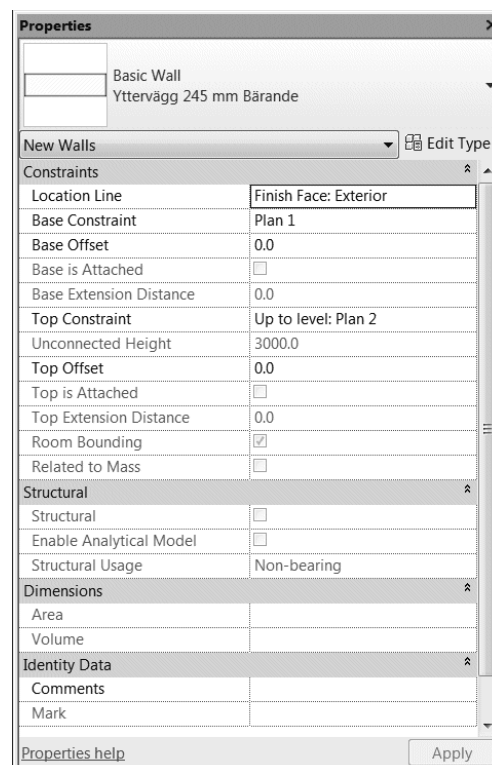 Properties
Basic Wall
Yttervägg 245 mm Bärande
New Walls Edit Type
Constraints
Location Line Finish Face: Exterior
Base Constraint Plan 1
Base Offset 0.0
Base is Attached
Base Extension Distance 0.0
Top Constraint Up to level: Plan 2
Unconnected Height 3000.0
Top Offset 0.0
Top is Attached
Top Extension Distance 0.0
Room Bounding
Related to Mass
Structural
Structural
Enable Analytical Model
Structural Usage Non-bearing
Dimensions
Area
Volume
Identity Data
Comments
Mark
Properties help Apply